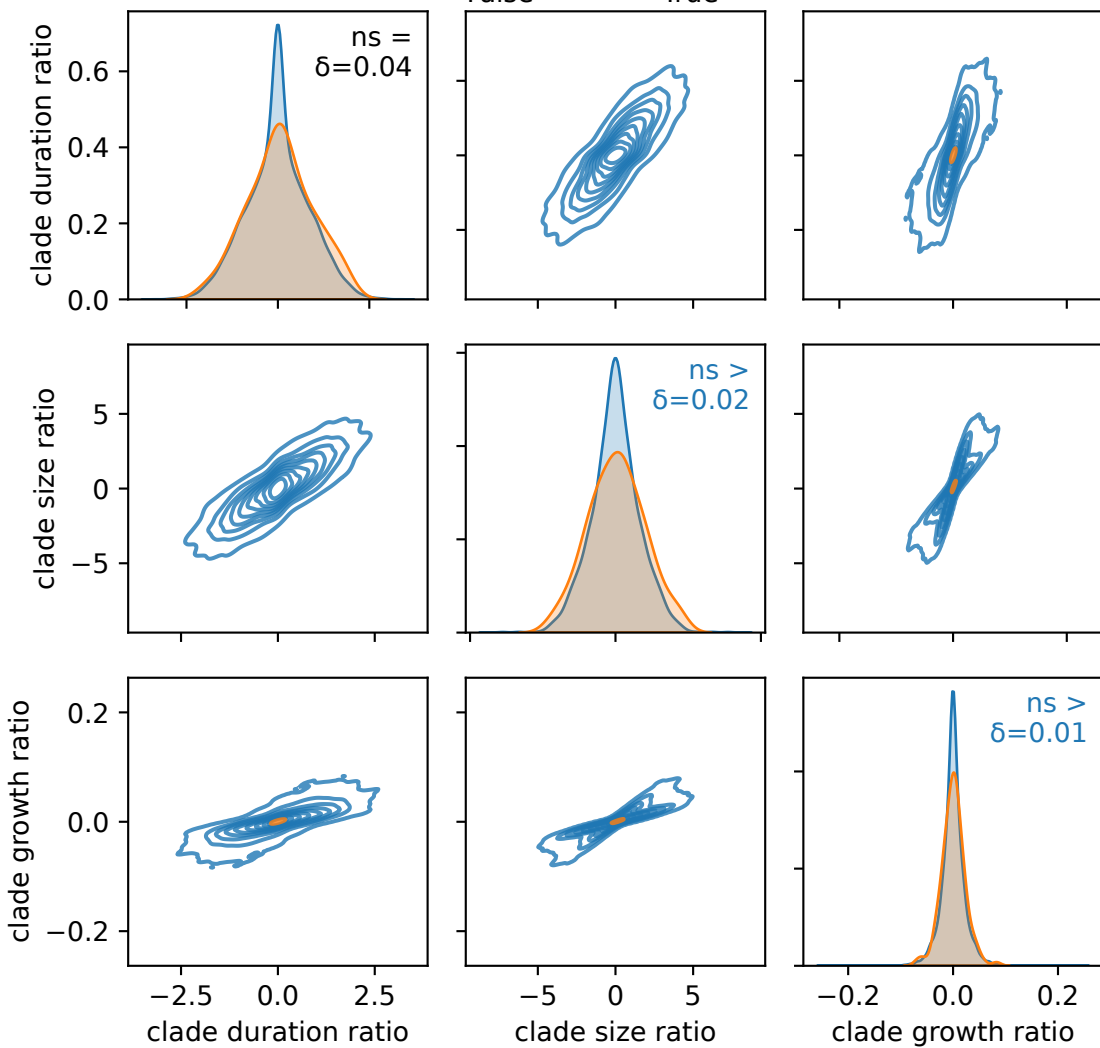 clade duration ratio
0.6
0.4
0.2
0.0
ns =
δ=0.04
clade size ratio
5
0
−5
ns >
δ=0.02
clade growth ratio
0.2
0.0
−0.2
ns >
δ=0.01
−2.5 0.0 2.5
−5 0 5
−0.2 0.0 0.2
clade duration ratio
clade size ratio
clade growth ratio